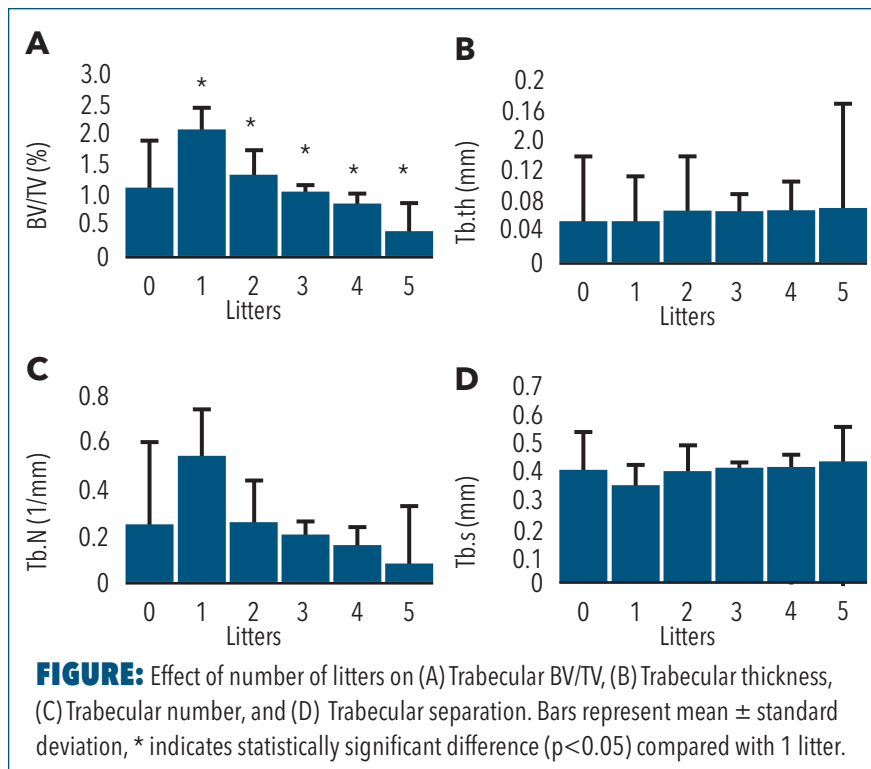 A
BV/TV (%)
3.0
2.5
2.0
1.5
1.0
0.5
0
* * * * *
0 1 2 3 4 5
Litters
B
Tb.th (mm)
0.2
0.16
2.0
0.12
0.08
0.04
0
0 1 2 3 4 5
Litters
C
Tb.N (1/mm)
0.8
0.6
0.4
0.2
0
0 1 2 3 4 5
Litters
D
Tb.s (mm)
0.7
0.6
0.5
0.4
0.3
0.2
0.1
0
0 1 2 3 4 5
Litters
FIGURE: Effect of number of litters on (A) Trabecular BV/TV, (B) Trabecular thickness,
(C) Trabecular number, and (D) Trabecular separation. Bars represent mean ± standard
deviation, * indicates statistically significant difference (p<0.05) compared with 1 litter.